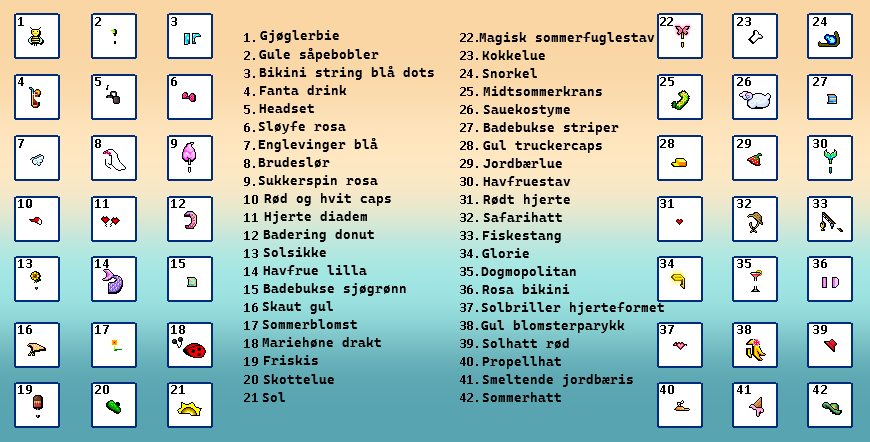 1. Gjøglerbie
2. Gule såpebobler
3. Bikini string blå dots
4. Fanta drink
5. Headset
6. Sløyfe rosa
7. Englevinger blå
8. Brudeslør
9. Sukkerspin rosa
10 Rød og hvit caps
11 Hjerte diadem
12 Badering donut
13 Solsikke
14 Havfrue lilla
15 Badebukse sjøgrønn
16 Skaut gul
17 Sommerblomst
18 Mariehøne drakt
19 Friskis
20 Skottelue
21 Sol
22. Magisk sommerfuglestav
23. Kokkelue
24. Snorkel
25. Midtsommerkrans
26. Sauekostyme
27. Badebukse striper
28. Gul truckercaps
29. Jordbærlue
30. Havfruestav
31. Rødt hjerte
32. Safarihatt
33. Fiskestang
34. Glorie
35. Dogmopolitan
36. Rosa bikini
37. Solbriller hjerteformet
38. Gul blomsterparykk
39. Solhatt rød
40. Propellhat
41. Smeltende jordbæris
42. Sommerhatt
1 2 3
4 5 6
7 8 9
10 11 12
13 14 15
16 17 18
19 20 21
22 23 24
25 26 27
28 29 30
31 32 33
34 35 36
37 38 39
40 41 42